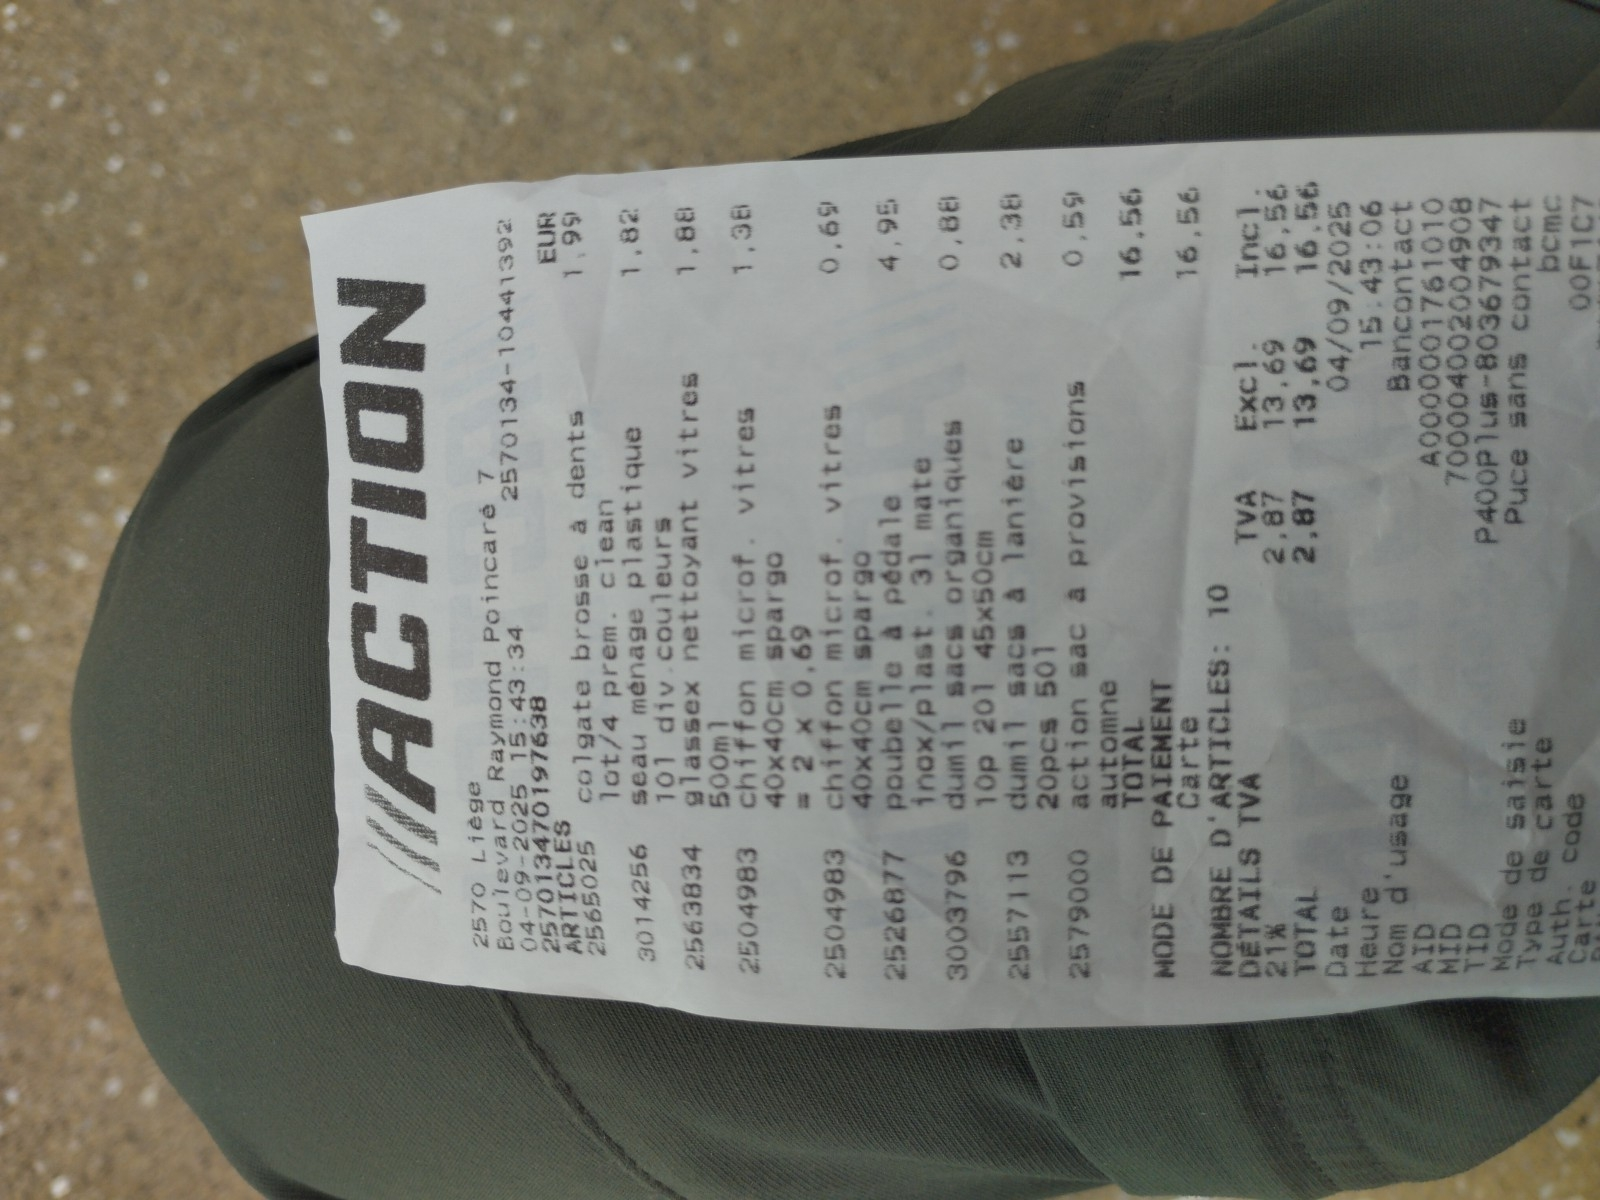 ACTION
2570 Liège
Boulevard Raymond Poincaré 7
04-09-2025 15:43:34 2570134-10441392
2570134701197638
ARTICLES EUR
2565025 colgate brosse à dents 1,99
lot/4 prem. clean
3014256 seau ménage plastique 1,82
10l div.couleurs
2563834 glassex nettoyant vitres 1,88
500ml
2504983 chiffon microf. vitres 1,38
40x40cm spargo
= 2 x 0,69
2504983 chiffon microf. vitres 0,69
40x40cm spargo
2526877 poubelle à pédale 4,95
inox/plast. 3l mate
3003796 dumil sacs organiques 0,88
10p 20l 45x50cm
2557113 dumil sacs à lanière 2,38
20pcs 50l
2579000 action sac à provisions 0,59
automne
TOTAL 16,56
MODE DE PAIEMENT
Carte 16,56
NOMBRE D'ARTICLES: 10
DÉTAILS TVA TVA Excl. Incl.
21% 2,87 13,69 16,56
TOTAL 2,87 13,69 16,56
Date 04/09/2025
Heure 15:43:06
Nom d'usage Bancontact
AID A0000001761010
MID 700004002004908
TID P400Plus-803679347
Mode de saisie Puce sans contact
Type de carte bcmc
Auth. code 00F1C7
Carte